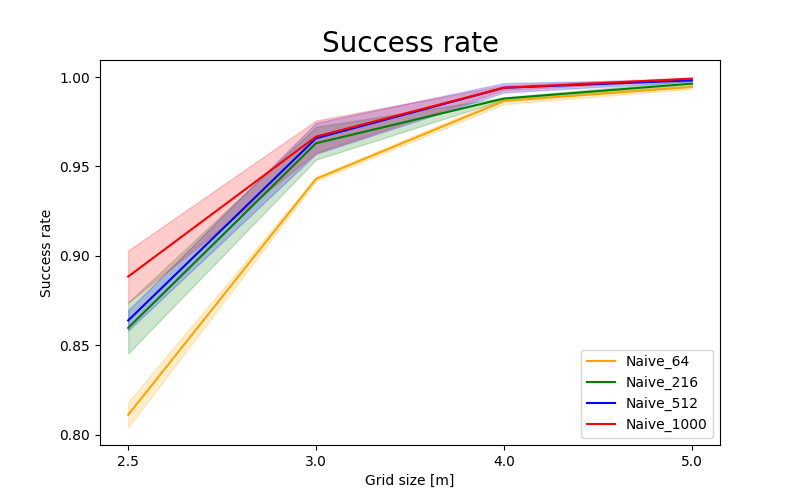 Success rate
Success rate
1.00
0.95
0.90
0.85
0.80
2.5
3.0
4.0
5.0
Grid size [m]
Naive_64
Naive_216
Naive_512
Naive_1000